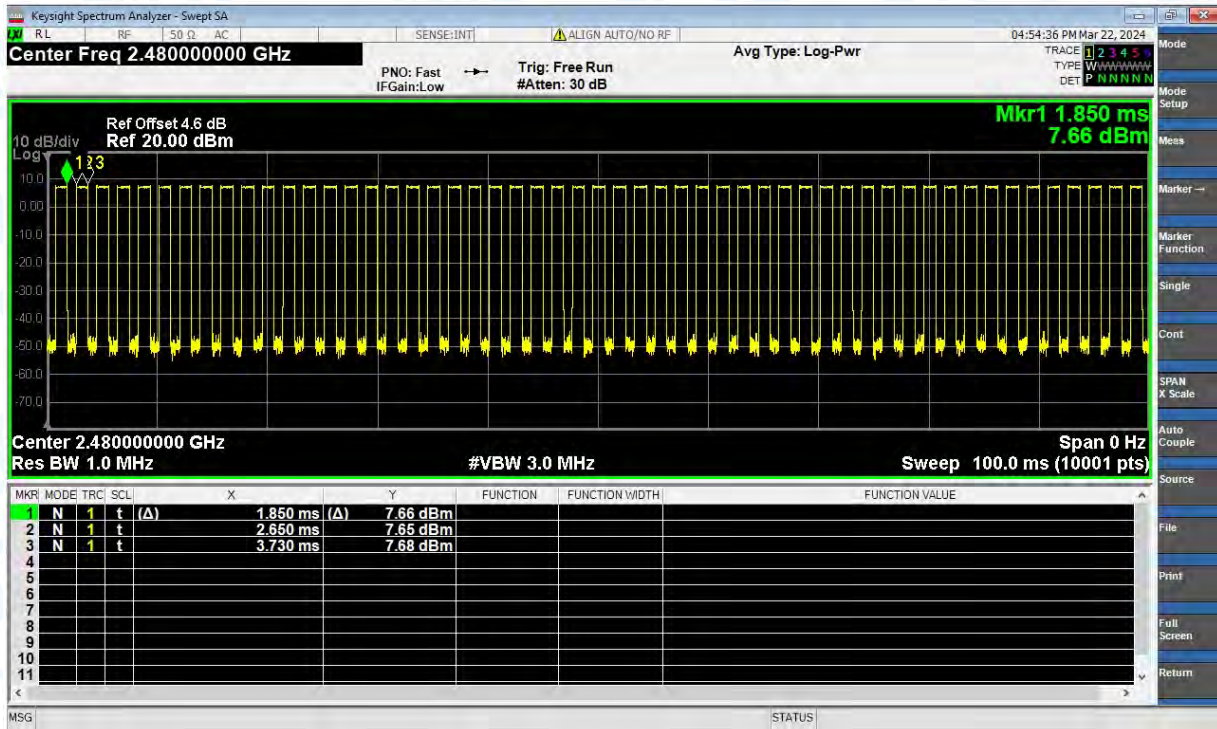 Keysight Spectrum Analyzer - Swept SA
LXI RL RF 50 Ω AC SENSE:INT ALIGN AUTO/NO RF 04:54:36 PM Mar 22, 2024
Center Freq 2.480000000 GHz
PNO: Fast
IFGain:Low
Trig: Free Run
#Atten: 30 dB
Avg Type: Log-Pwr
TRACE 1 2 3 4 5 6
TYPE W
DET P N N N N N
Ref Offset 4.6 dB
10 dB/div Ref 20.00 dBm
Log
Mkr1 1.850 ms
7.66 dBm
1 2 3
10.0
0.00
-10.0
-20.0
-30.0
-40.0
-50.0
-60.0
-70.0
Center 2.480000000 GHz Span 0 Hz
Res BW 1.0 MHz #VBW 3.0 MHz Sweep 100.0 ms (10001 pts)
MKR MODE TRC SCL X Y FUNCTION FUNCTION WIDTH FUNCTION VALUE
1 N 1 t (Δ) 1.850 ms (Δ) 7.66 dBm
2 N 1 t 2.650 ms 7.65 dBm
3 N 1 t 3.730 ms 7.68 dBm
4
5
6
7
8
9
10
11
MSG STATUS
Mode
Mode
Setup
Meas
Marker →
Marker
Function
Single
Cont
SPAN
X Scale
Auto
Couple
Source
File
Print
Full
Screen
Return